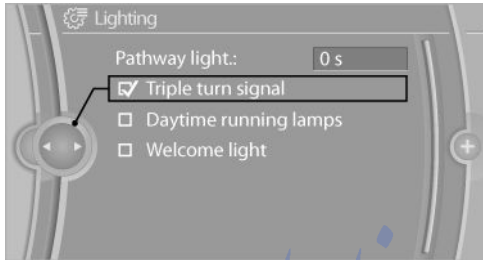 Lighting
Pathway light.: 0 s
Triple turn signal
Daytime running lamps
Welcome light